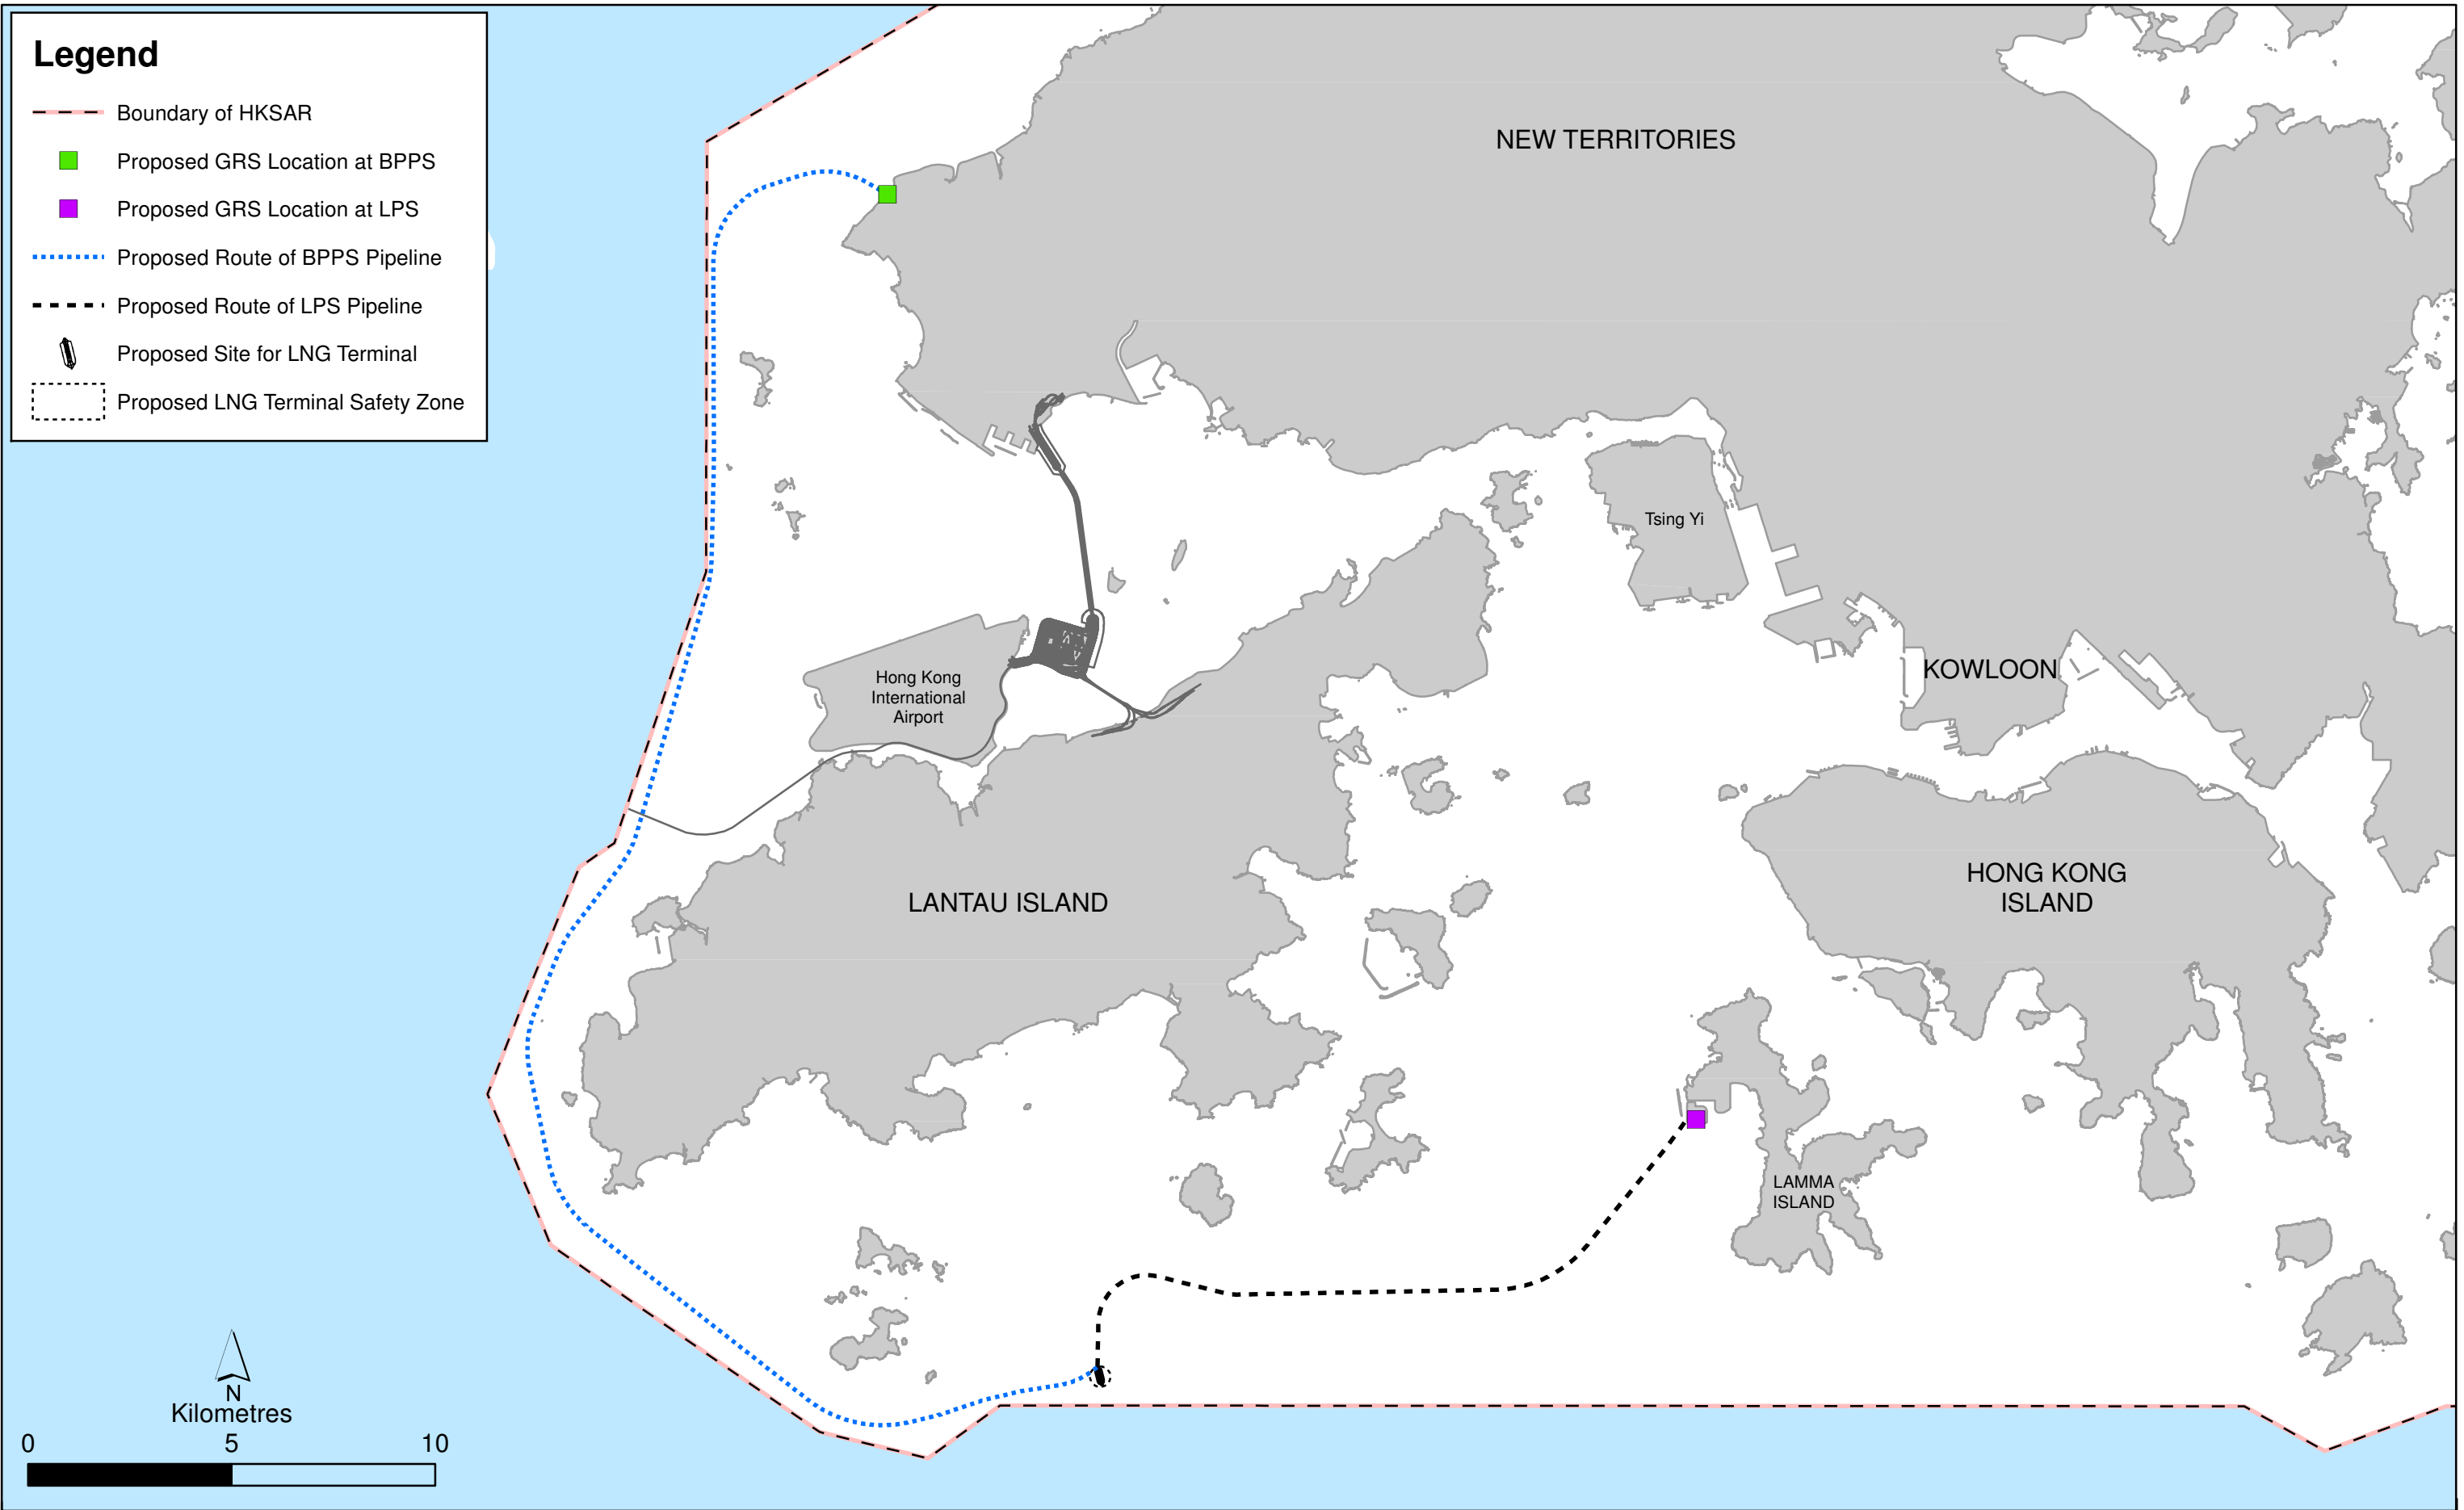 Legend
Boundary of HKSAR
Proposed GRS Location at BPPS
Proposed GRS Location at LPS
Proposed Route of BPPS Pipeline
Proposed Route of LPS Pipeline
Proposed Site for LNG Terminal
Proposed LNG Terminal Safety Zone
NEW TERRITORIES
Tsing Yi
Hong Kong
International
Airport
KOWLOON
LANTAU ISLAND
HONG KONG
ISLAND
LAMMA
ISLAND
N
Kilometres
0 5 10